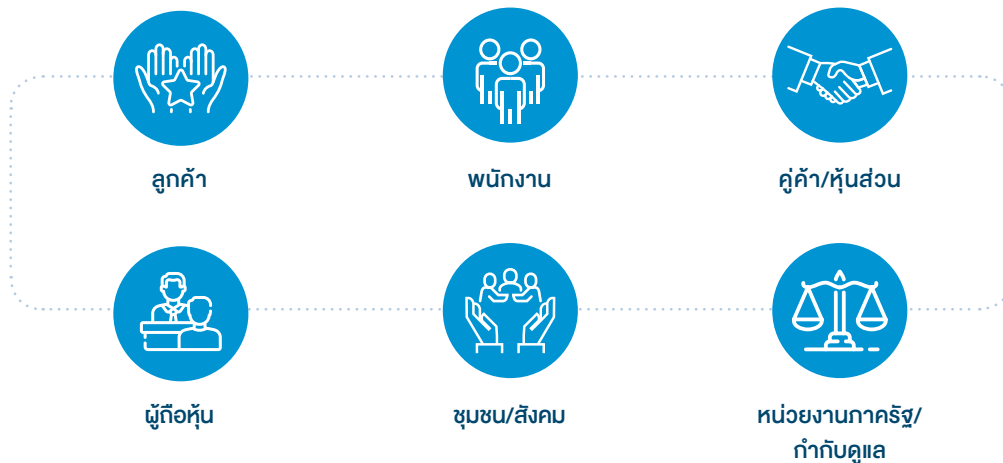 ลูกค้า
พนักงาน
คู่ค้า/หุ้นส่วน
ผู้ถือหุ้น
ชุมชน/สังคม
หน่วยงานภาครัฐ/
กำกับดูแล